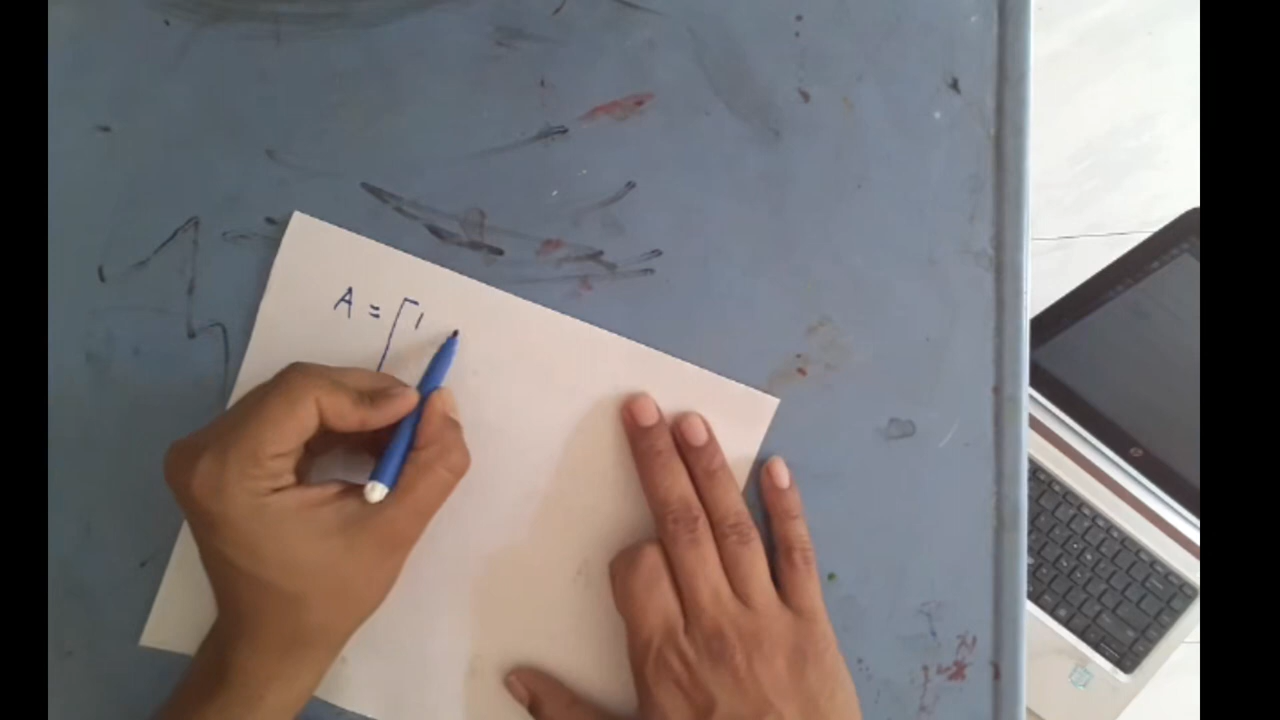 A = [ 1